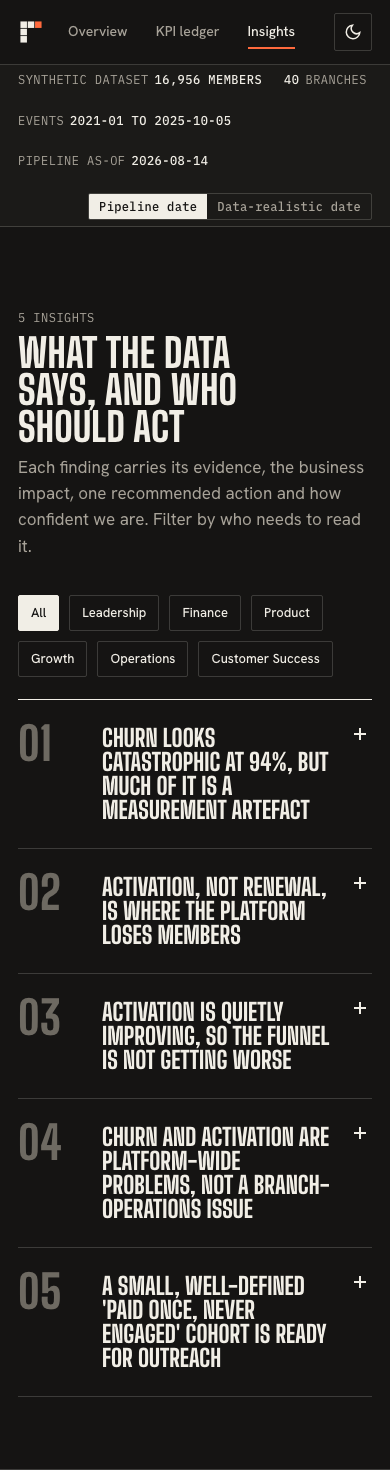 Overview KPI ledger Insights
SYNTHETIC DATASET 16,956 MEMBERS 40 BRANCHES
EVENTS 2021-01 TO 2025-10-05
PIPELINE AS-OF 2026-08-14
Pipeline date Data-realistic date
5 INSIGHTS
WHAT THE DATA
SAYS, AND WHO
SHOULD ACT
Each finding carries its evidence, the business
impact, one recommended action and how
confident we are. Filter by who needs to read
it.
All Leadership Finance Product
Growth Operations Customer Success
01 CHURN LOOKS
CATASTROPHIC AT 94%, BUT
MUCH OF IT IS A
MEASUREMENT ARTEFACT
02 ACTIVATION, NOT RENEWAL,
IS WHERE THE PLATFORM
LOSES MEMBERS
03 ACTIVATION IS QUIETLY
IMPROVING, SO THE FUNNEL
IS NOT GETTING WORSE
04 CHURN AND ACTIVATION ARE
PLATFORM-WIDE
PROBLEMS, NOT A BRANCH-
OPERATIONS ISSUE
05 A SMALL, WELL-DEFINED
'PAID ONCE, NEVER
ENGAGED' COHORT IS READY
FOR OUTREACH